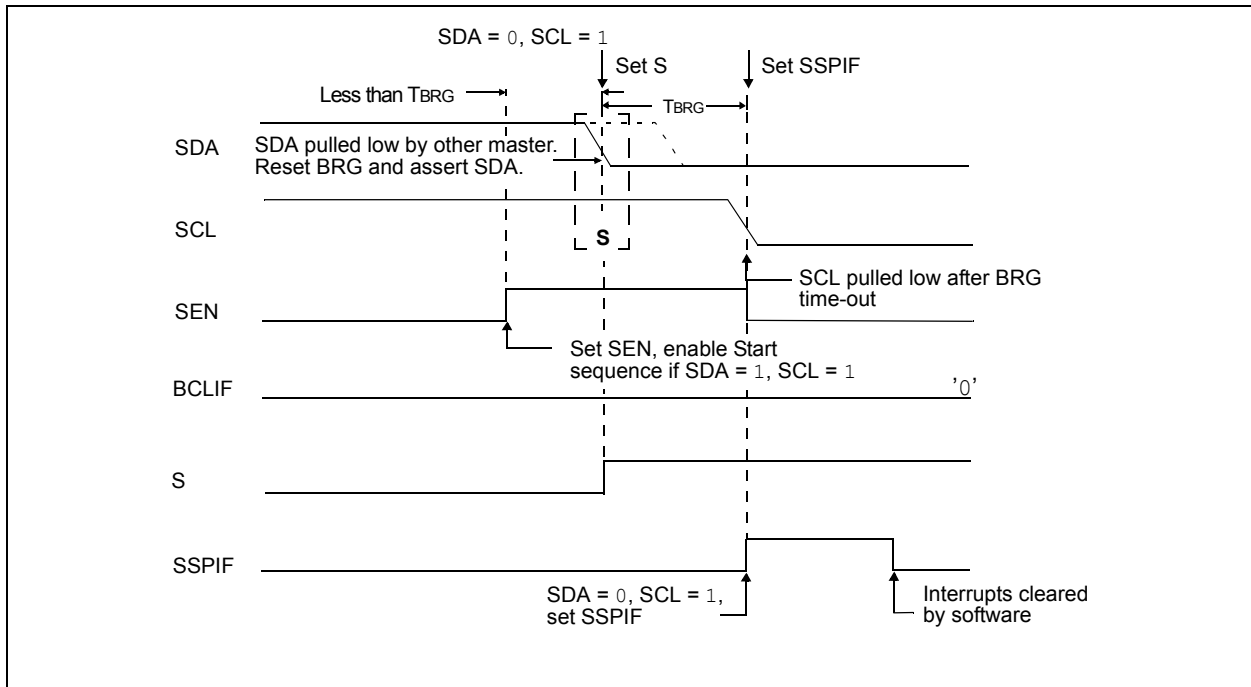 SDA = 0, SCL = 1
Set S
Set SSPIF
Less than TBRG
TBRG
SDA
SDA pulled low by other master.
Reset BRG and assert SDA.
SCL
S
SCL pulled low after BRG
time-out
SEN
Set SEN, enable Start
sequence if SDA = 1, SCL = 1
BCLIF
'0'
S
SSPIF
SDA = 0, SCL = 1,
set SSPIF
Interrupts cleared
by software